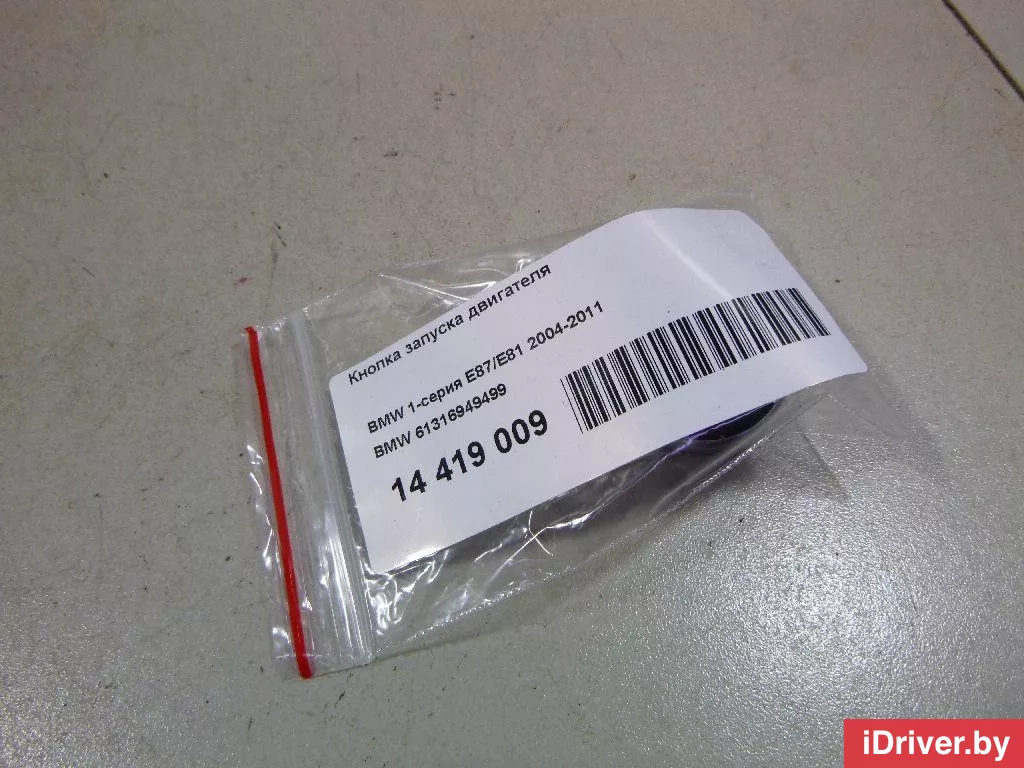 Кнопка запуска двигателя
BMW 1-серия E87/E81 2004-2011
BMW 61316949499
14 419 009
iDriver.by